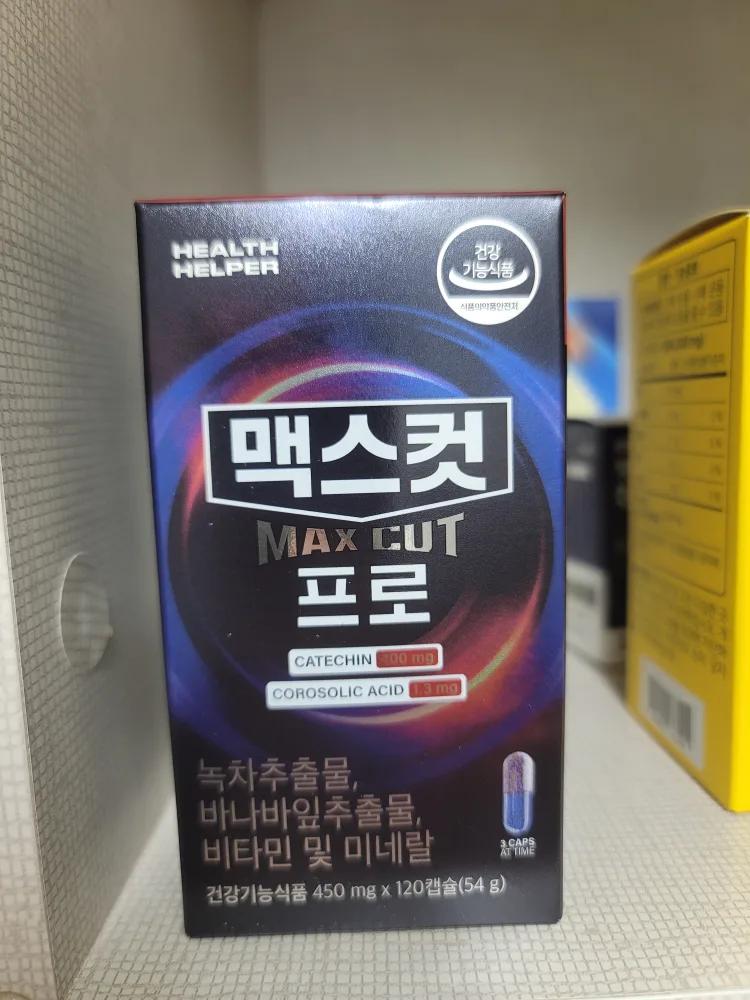 HEALTH
HELPER
건강
기능식품
식품의약품안전처
맥스컷
MAX CUT
프로
CATECHIN 400 mg
COROSOLIC ACID 1.3 mg
녹차추출물,
바나바잎추출물,
비타민 및 미네랄
3 CAPS
AT TIME
건강기능식품 450 mg x 120캡슐(54 g)